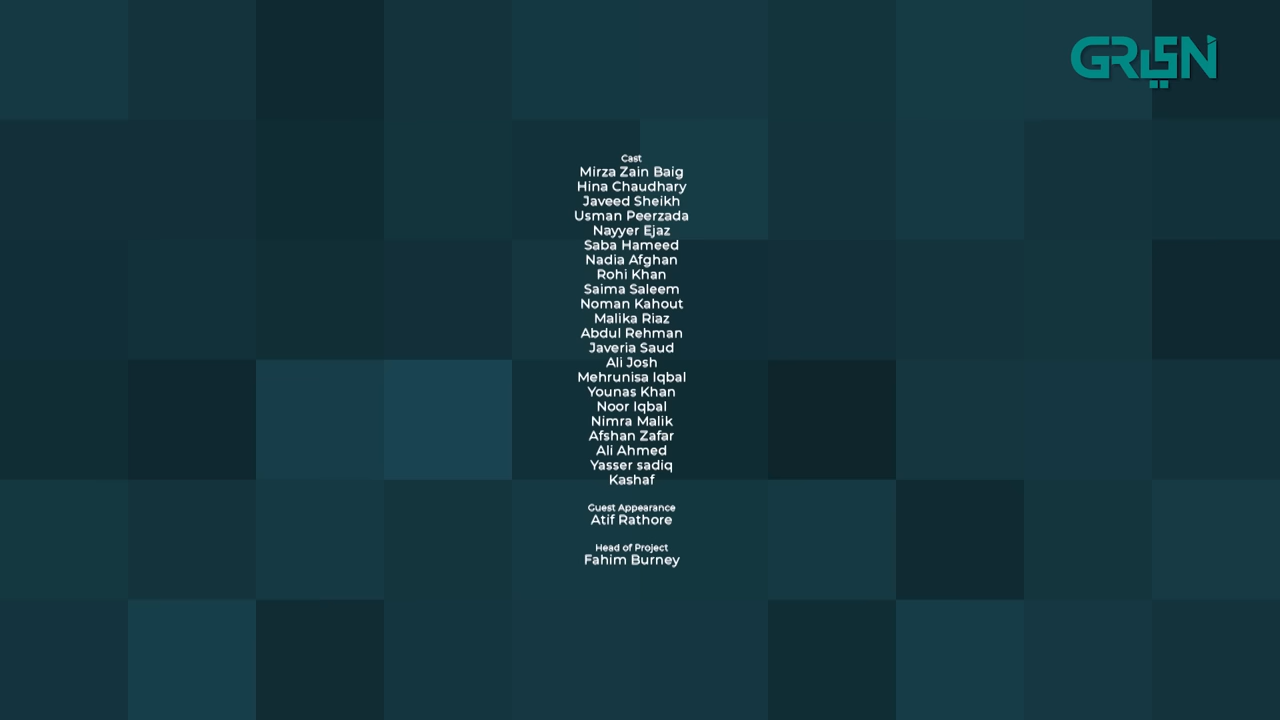 GREEN
Cast
Mirza Zain Baig
Hina Chaudhary
Javeed Sheikh
Usman Peerzada
Nayyer Ejaz
Saba Hameed
Nadia Afghan
Rohi Khan
Saima Saleem
Noman Kahout
Malika Riaz
Abdul Rehman
Javeria Saud
Ali Josh
Mehrunisa Iqbal
Younas Khan
Noor Iqbal
Nimra Malik
Afshan Zafar
Ali Ahmed
Yasser sadiq
Kashaf
Guest Appearance
Atif Rathore
Head of Project
Fahim Burney